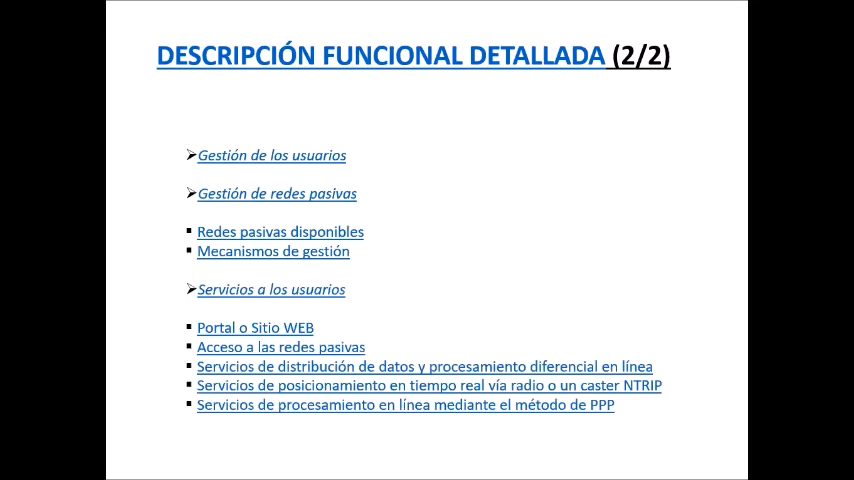 DESCRIPCIÓN FUNCIONAL DETALLADA (2/2)
Gestión de los usuarios
Gestión de redes pasivas
Redes pasivas disponibles
Mecanismos de gestión
Servicios a los usuarios
Portal o Sitio WEB
Acceso a las redes pasivas
Servicios de distribución de datos y procesamiento diferencial en línea
Servicios de posicionamiento en tiempo real vía radio o un caster NTRIP
Servicios de procesamiento en línea mediante el método de PPP